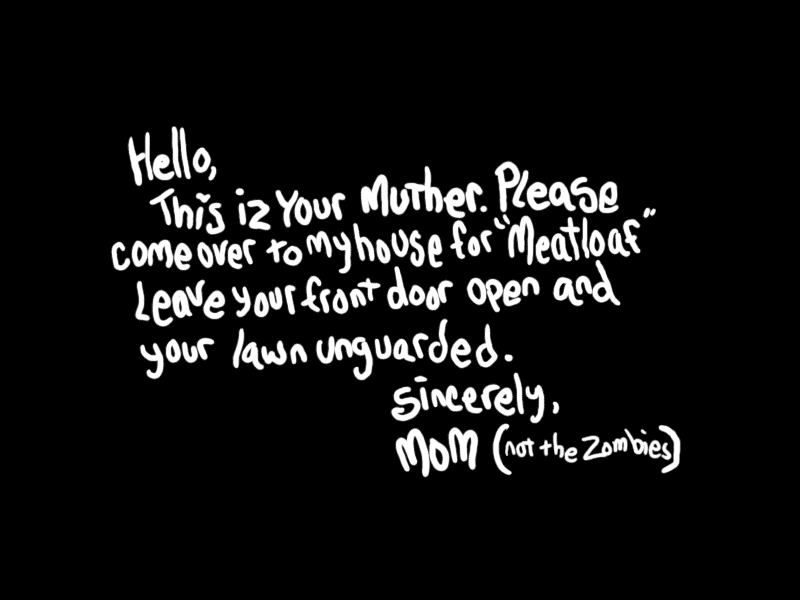 Hello,
This iz Your Muther. Please
come over to my house for "Meatloaf"
Leave your front door open and
your lawn unguarded.
Sincerely,
MOM (not the Zombies)